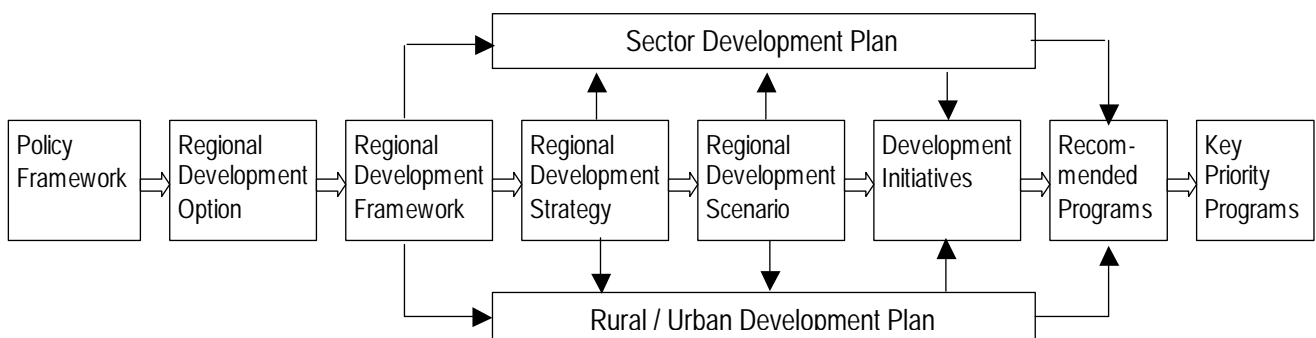 Sector Development Plan
Policy
Framework
Regional
Development
Option
Regional
Development
Framework
Regional
Development
Strategy
Regional
Development
Scenario
Development
Initiatives
Recom-
mended
Programs
Key
Priority
Programs
Rural / Urban Development Plan